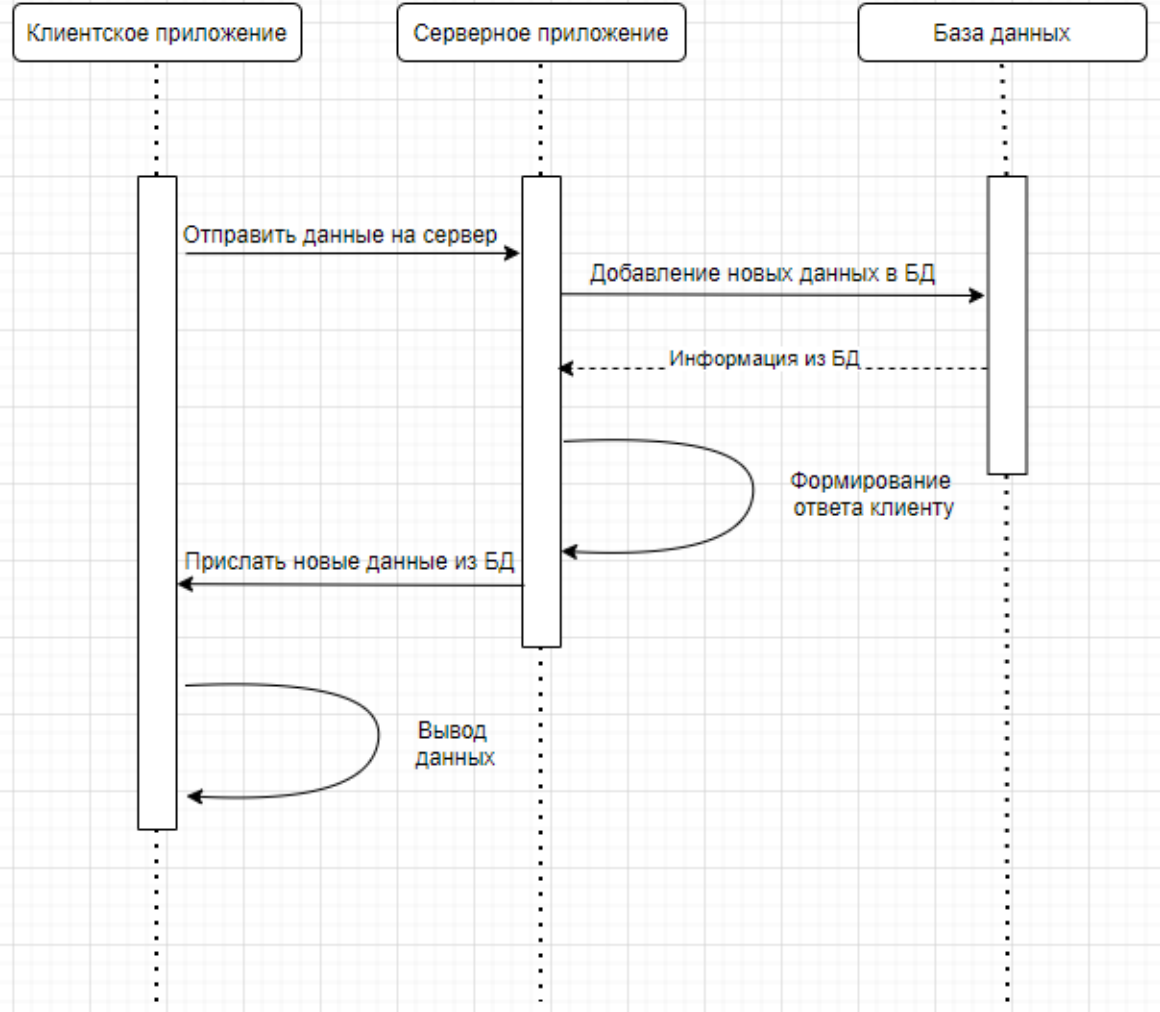 Клиентское приложение
Серверное приложение
База данных
Отправить данные на сервер
Добавление новых данных в БД
Информация из БД
Формирование
ответа клиенту
Прислать новые данные из БД
Вывод
данных